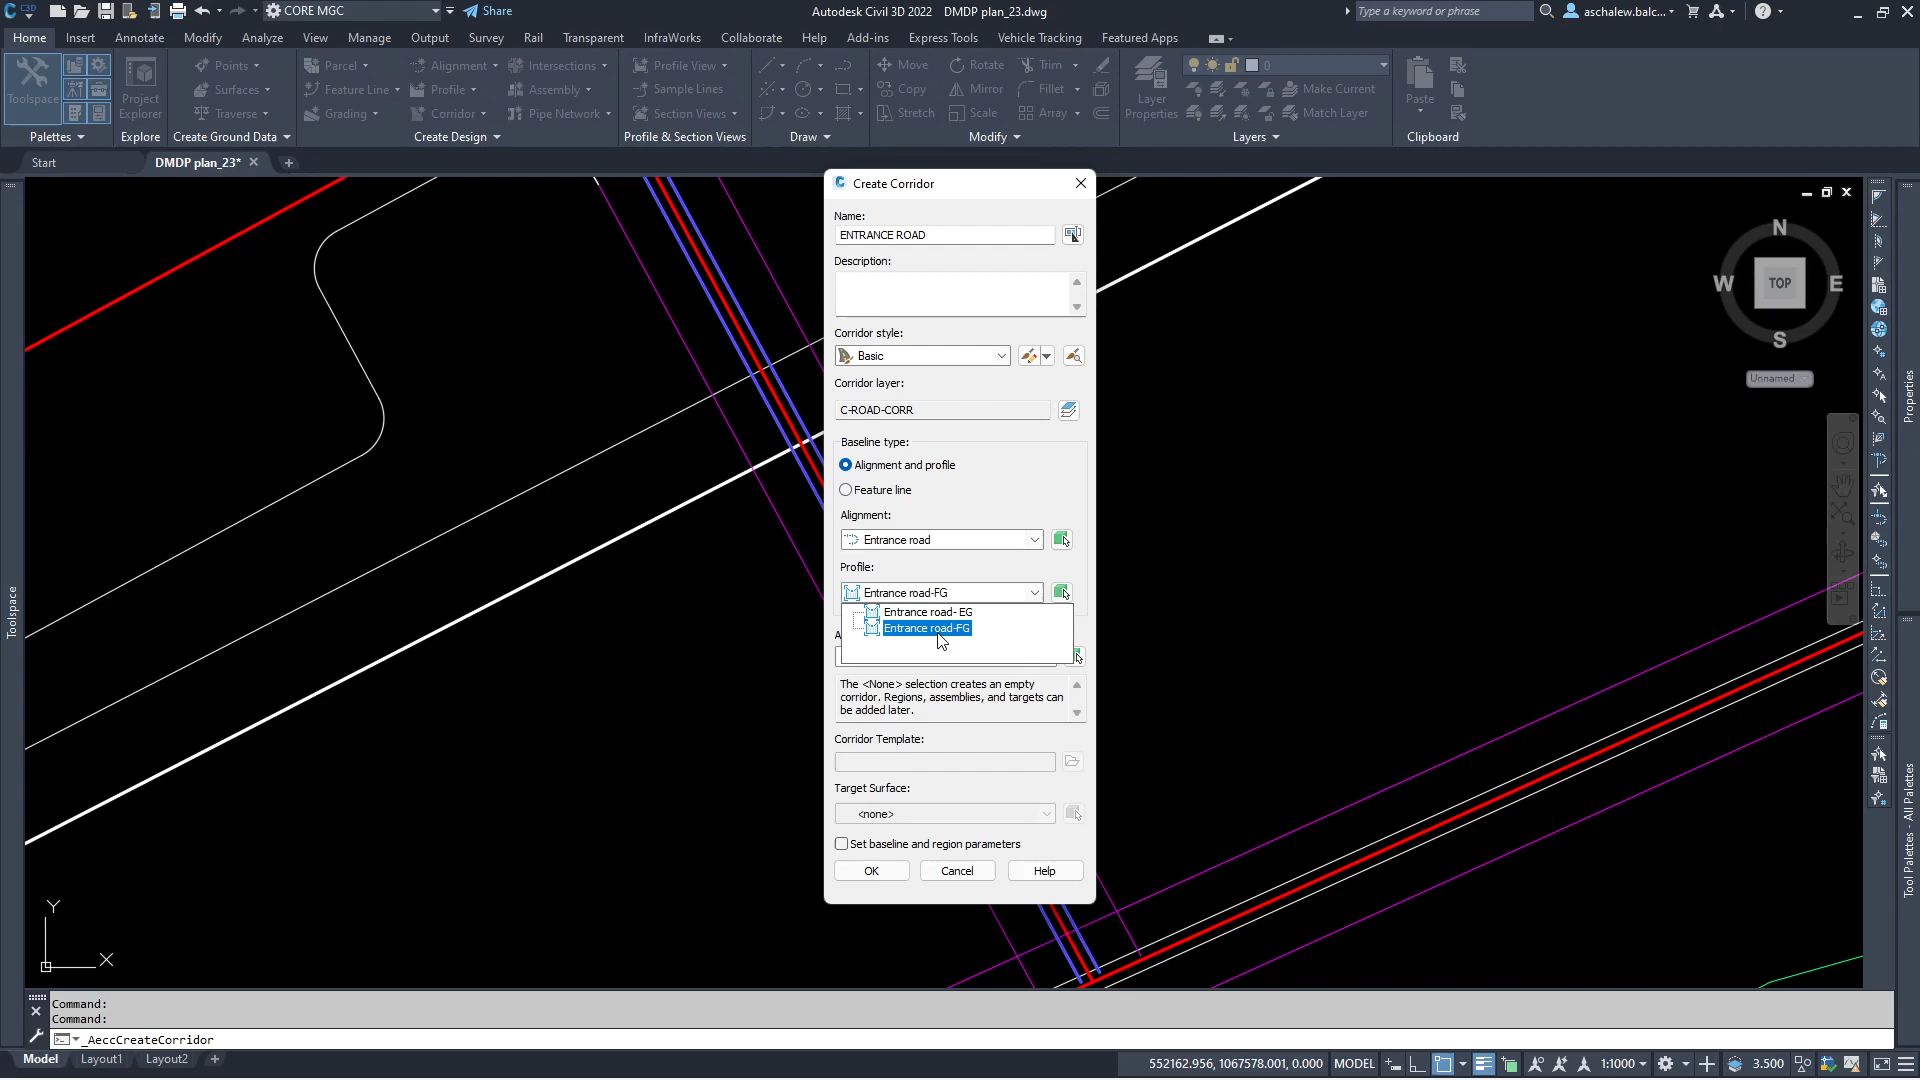 C3D
CORE MGC
Share
Autodesk Civil 3D 2022 DMDP plan_23.dwg
Type a keyword or phrase
aschalew.balc...
Home Insert Annotate Modify Analyze View Manage Output Survey Rail Transparent InfraWorks Collaborate Help Add-ins Express Tools Vehicle Tracking Featured Apps
Toolspace
Project Explorer
Points
Surfaces
Traverse
Parcel
Feature Line
Grading
Alignment
Profile
Corridor
Intersections
Assembly
Pipe Network
Profile View
Sample Lines
Section Views
Move
Copy
Stretch
Rotate
Mirror
Scale
Trim
Fillet
Array
Layer Properties
0
Make Current
Match Layer
Paste
Palettes Explore Create Ground Data Create Design Profile & Section Views Draw Modify Layers Clipboard
Start DMDP plan_23*
Create Corridor
Name:
ENTRANCE ROAD
Description:
Corridor style:
Basic
Corridor layer:
C-ROAD-CORR
Baseline type:
Alignment and profile
Feature line
Alignment:
Entrance road
Profile:
Entrance road-FG
Entrance road- EG
Entrance road-FG
A
The <None> selection creates an empty
corridor. Regions, assemblies, and targets can
be added later.
Corridor Template:
Target Surface:
<none>
Set baseline and region parameters
OK Cancel Help
N
W TOP E
S
Unnamed
Toolspace
Properties
Tool Palettes - All Palettes
Y
X
Command:
Command:
_AeccCreateCorridor
Model Layout1 Layout2
552162.956, 1067578.001, 0.000 MODEL 1:1000 3.500